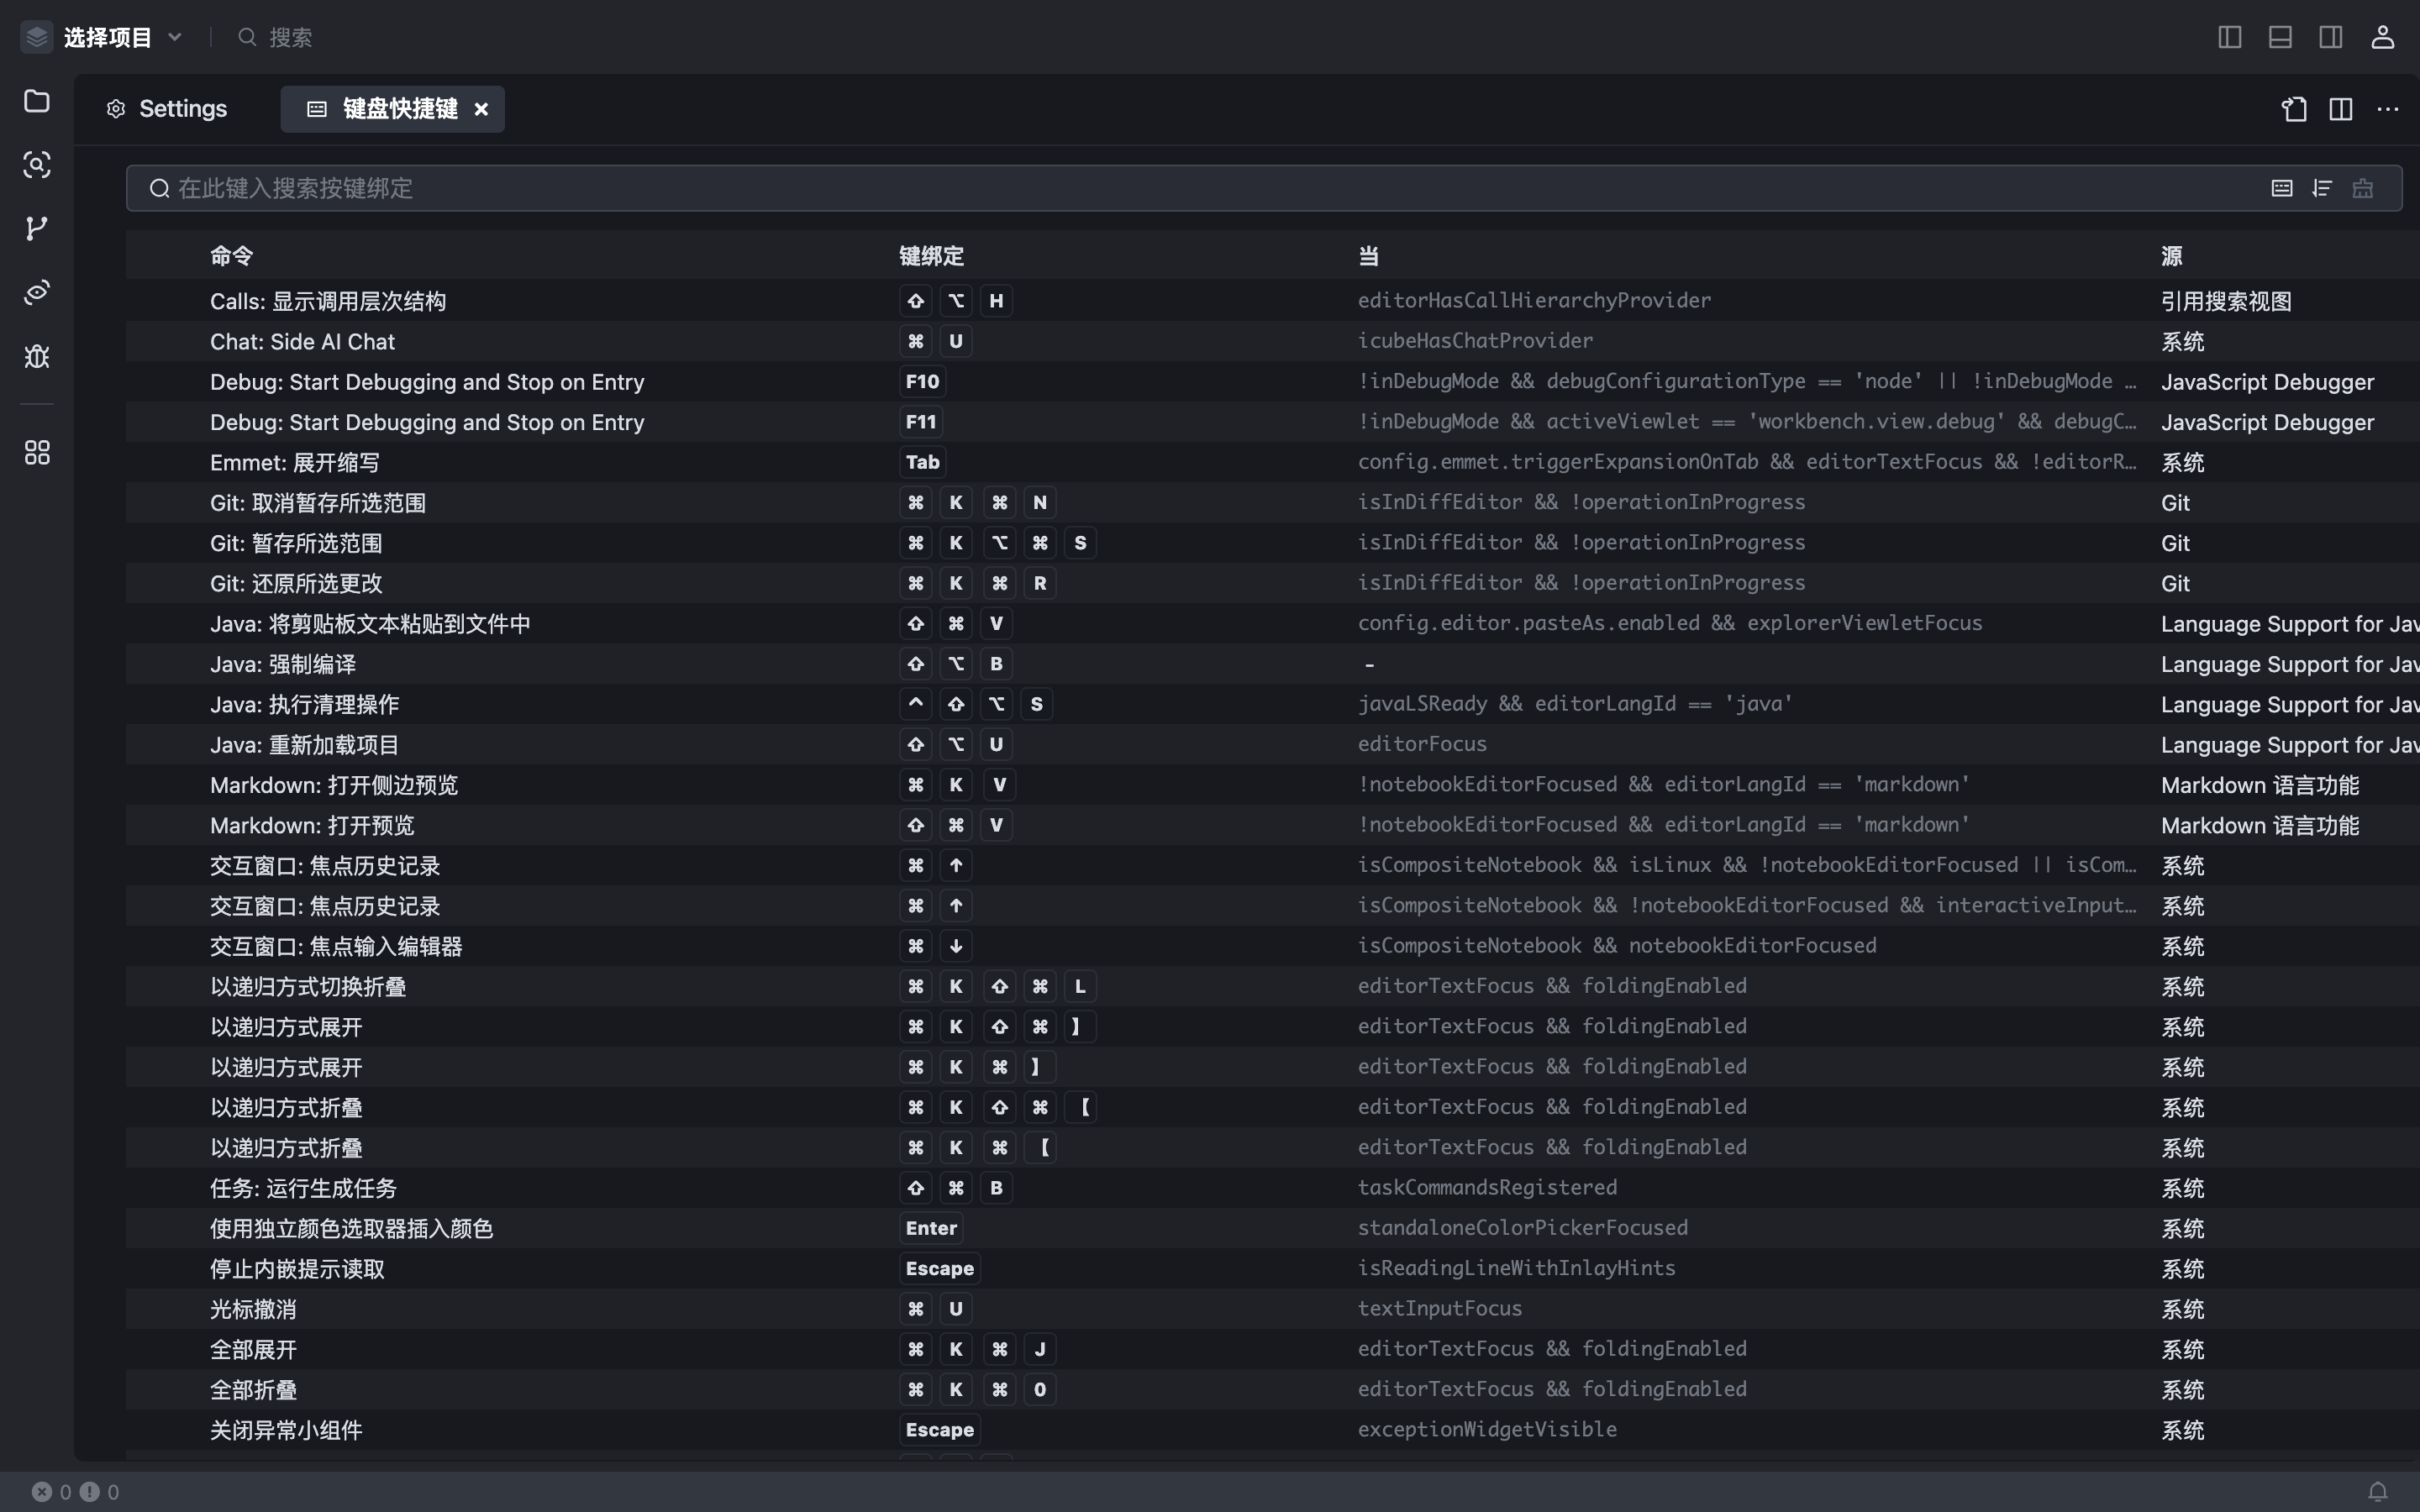 选择项目 搜索
Settings 键盘快捷键
在此键入搜索按键绑定
命令 键绑定 当 源
Calls: 显示调用层次结构 ⇧ ⌥ H editorHasCallHierarchyProvider 引用搜索视图
Chat: Side AI Chat ⌘ U icubeHasChatProvider 系统
Debug: Start Debugging and Stop on Entry F10 !inDebugMode && debugConfigurationType == 'node' || !inDebugMode … JavaScript Debugger
Debug: Start Debugging and Stop on Entry F11 !inDebugMode && activeViewlet == 'workbench.view.debug' && debugC… JavaScript Debugger
Emmet: 展开缩写 Tab config.emmet.triggerExpansionOnTab && editorTextFocus && !editorR… 系统
Git: 取消暂存所选范围 ⌘ K ⌘ N isInDiffEditor && !operationInProgress Git
Git: 暂存所选范围 ⌘ K ⌥ ⌘ S isInDiffEditor && !operationInProgress Git
Git: 还原所选更改 ⌘ K ⌘ R isInDiffEditor && !operationInProgress Git
Java: 将剪贴板文本粘贴到文件中 ⇧ ⌘ V config.editor.pasteAs.enabled && explorerViewletFocus Language Support for Jav
Java: 强制编译 ⇧ ⌥ B - Language Support for Jav
Java: 执行清理操作 ^ ⇧ ⌥ S javaLSReady && editorLangId == 'java' Language Support for Jav
Java: 重新加载项目 ⇧ ⌥ U editorFocus Language Support for Jav
Markdown: 打开侧边预览 ⌘ K V !notebookEditorFocused && editorLangId == 'markdown' Markdown 语言功能
Markdown: 打开预览 ⇧ ⌘ V !notebookEditorFocused && editorLangId == 'markdown' Markdown 语言功能
交互窗口: 焦点历史记录 ⌘ ↑ isCompositeNotebook && isLinux && !notebookEditorFocused || isCom… 系统
交互窗口: 焦点历史记录 ⌘ ↑ isCompositeNotebook && !notebookEditorFocused && interactiveInput… 系统
交互窗口: 焦点输入编辑器 ⌘ ↓ isCompositeNotebook && notebookEditorFocused 系统
以递归方式切换折叠 ⌘ K ⇧ ⌘ L editorTextFocus && foldingEnabled 系统
以递归方式展开 ⌘ K ⇧ ⌘ 】 editorTextFocus && foldingEnabled 系统
以递归方式展开 ⌘ K ⌘ 】 editorTextFocus && foldingEnabled 系统
以递归方式折叠 ⌘ K ⇧ ⌘ 【 editorTextFocus && foldingEnabled 系统
以递归方式折叠 ⌘ K ⌘ 【 editorTextFocus && foldingEnabled 系统
任务: 运行生成任务 ⇧ ⌘ B taskCommandsRegistered 系统
使用独立颜色选取器插入颜色 Enter standaloneColorPickerFocused 系统
停止内嵌提示读取 Escape isReadingLineWithInlayHints 系统
光标撤消 ⌘ U textInputFocus 系统
全部展开 ⌘ K ⌘ J editorTextFocus && foldingEnabled 系统
全部折叠 ⌘ K ⌘ 0 editorTextFocus && foldingEnabled 系统
关闭异常小组件 Escape exceptionWidgetVisible 系统
0 0